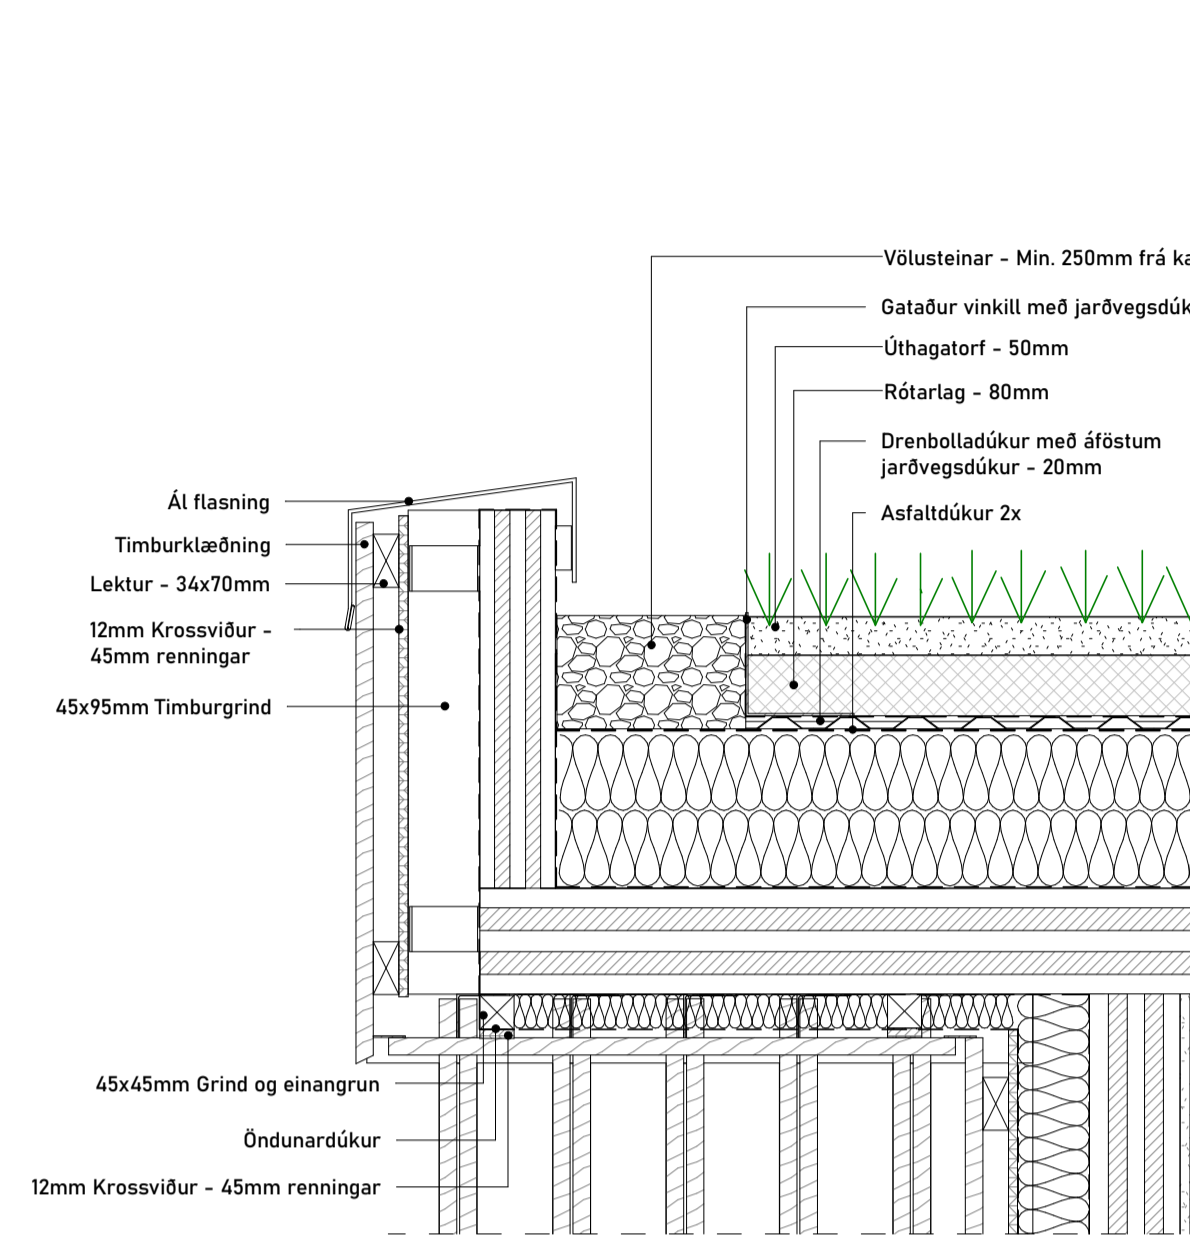 Völusteinar - Min. 250mm frá ka
Gataður vinkill með jarðvegsdúk
Úthagatorf - 50mm
Rótarlag - 80mm
Drenbolladúkur með áföstum
jarðvegsdúkur - 20mm
Asfaltdúkur 2x
Ál flasning
Timburklæðning
Lektur - 34x70mm
12mm Krossviður -
45mm renningar
45x95mm Timburgrind
45x45mm Grind og einangrun
Öndunardúkur
12mm Krossviður - 45mm renningar